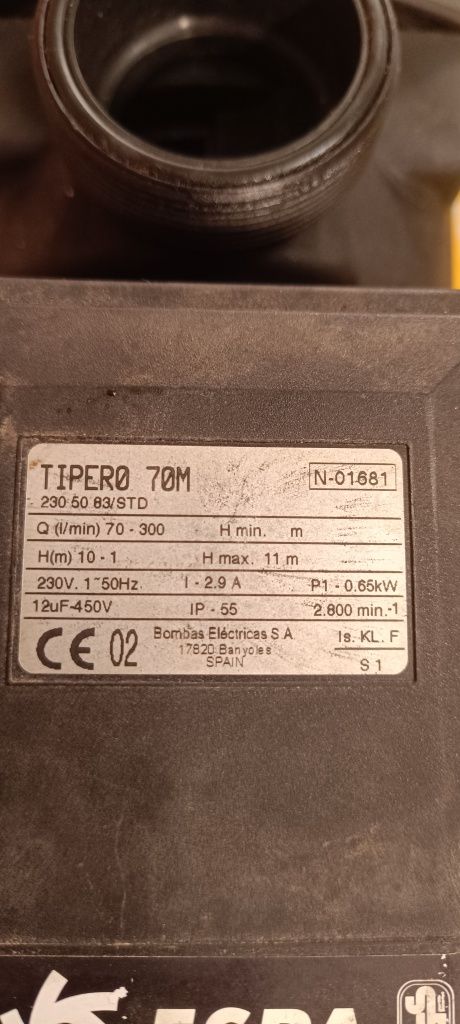 TIPER0 70M
N-01681
230 50 83/STD
Q (l/min) 70 - 300 H min. m
H(m) 10 - 1 H max. 11 m
230V. 1~50Hz. I - 2.9 A P1 - 0.65kW
12uF-450V IP - 55 2.800 min.-1
CE 02
Bombas Eléctricas S.A.
17820 Banyoles
SPAIN
Is. KL. F
S 1
ESPA